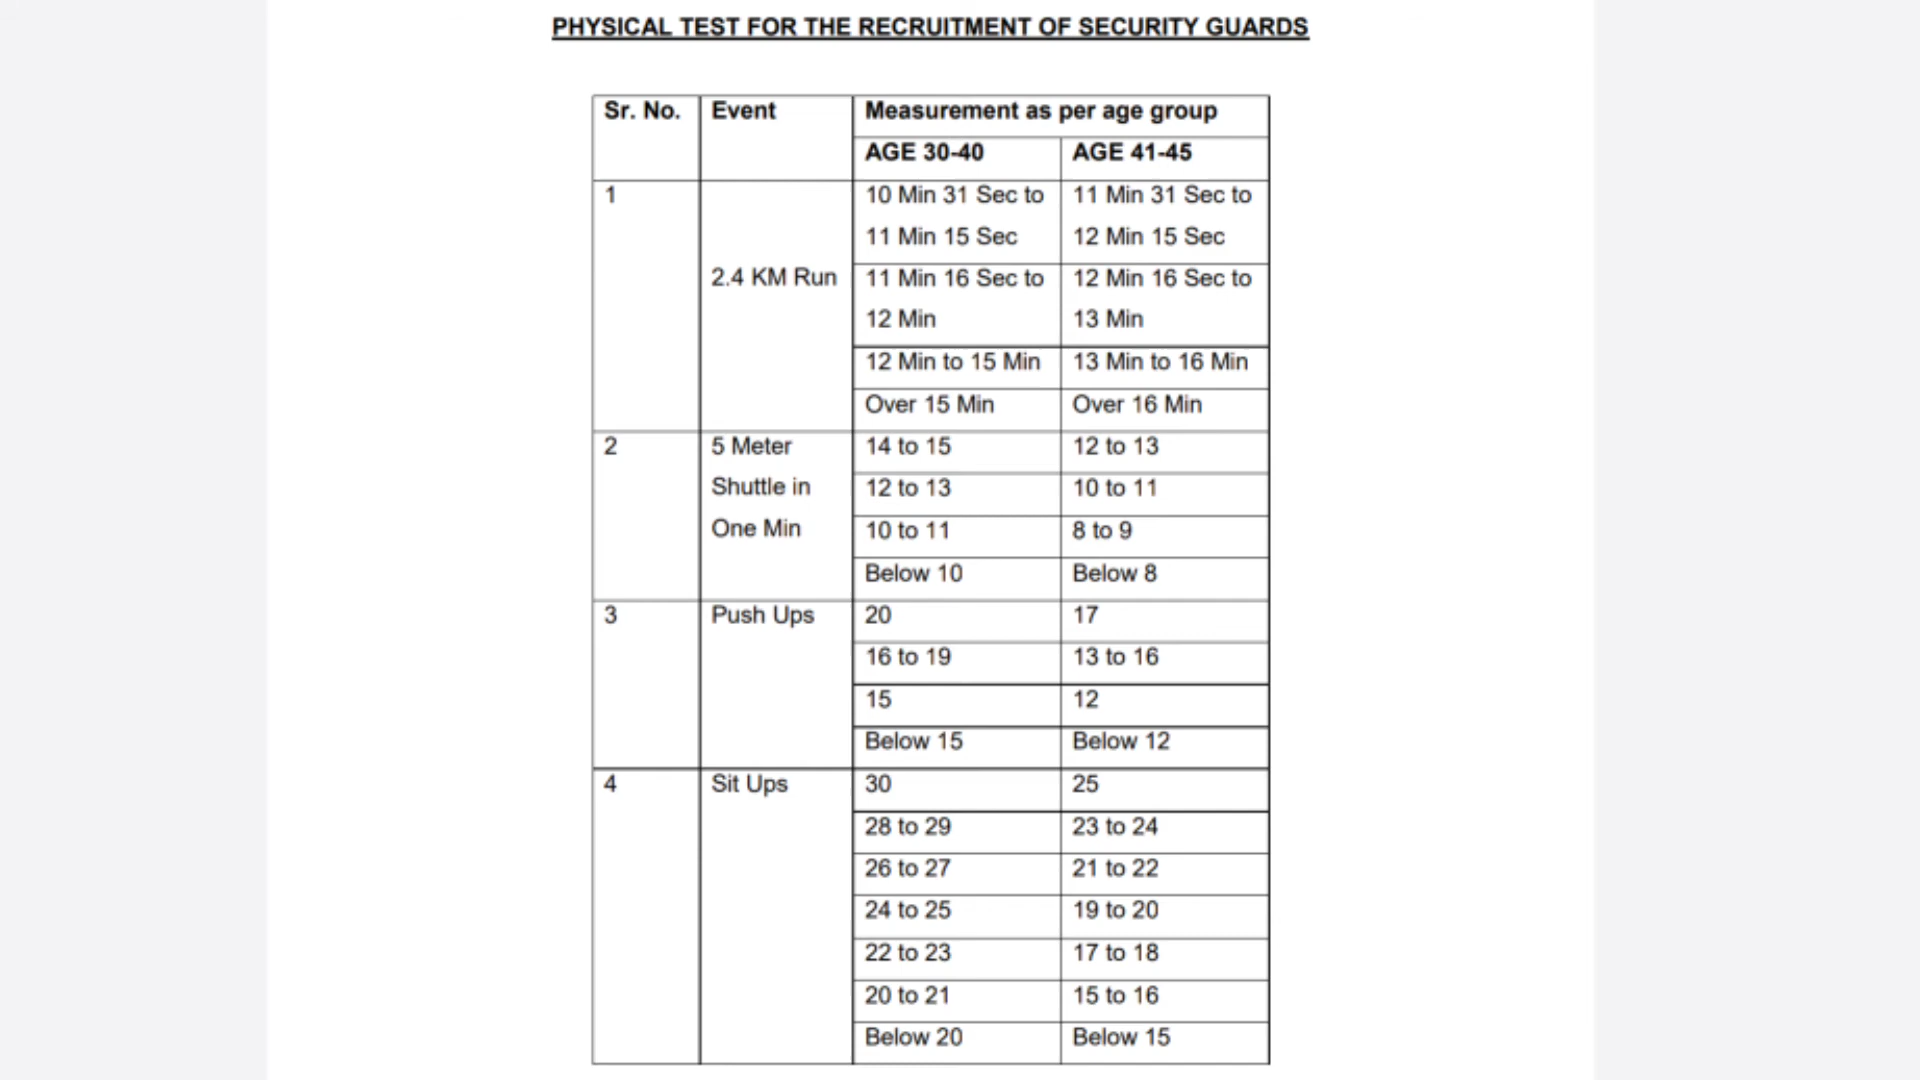 PHYSICAL TEST FOR THE RECRUITMENT OF SECURITY GUARDS
Sr. No. Event Measurement as per age group
AGE 30-40 AGE 41-45
1 10 Min 31 Sec to 11 Min 31 Sec to
11 Min 15 Sec 12 Min 15 Sec
2.4 KM Run 11 Min 16 Sec to 12 Min 16 Sec to
12 Min 13 Min
12 Min to 15 Min 13 Min to 16 Min
Over 15 Min Over 16 Min
2 5 Meter 14 to 15 12 to 13
Shuttle in 12 to 13 10 to 11
One Min 10 to 11 8 to 9
Below 10 Below 8
3 Push Ups 20 17
16 to 19 13 to 16
15 12
Below 15 Below 12
4 Sit Ups 30 25
28 to 29 23 to 24
26 to 27 21 to 22
24 to 25 19 to 20
22 to 23 17 to 18
20 to 21 15 to 16
Below 20 Below 15